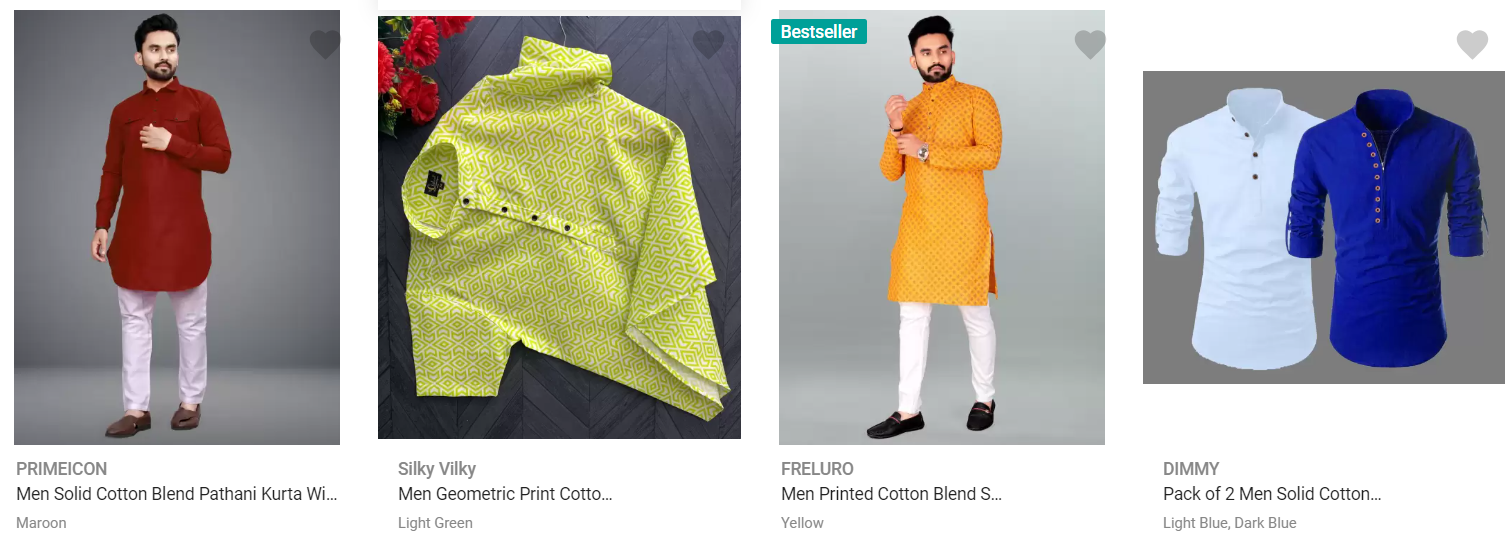 Bestseller
PRIMEICON
Men Solid Cotton Blend Pathani Kurta Wi...
Maroon
Silky Vilky
Men Geometric Print Cotto...
Light Green
FRELURO
Men Printed Cotton Blend S...
Yellow
DIMMY
Pack of 2 Men Solid Cotton...
Light Blue, Dark Blue